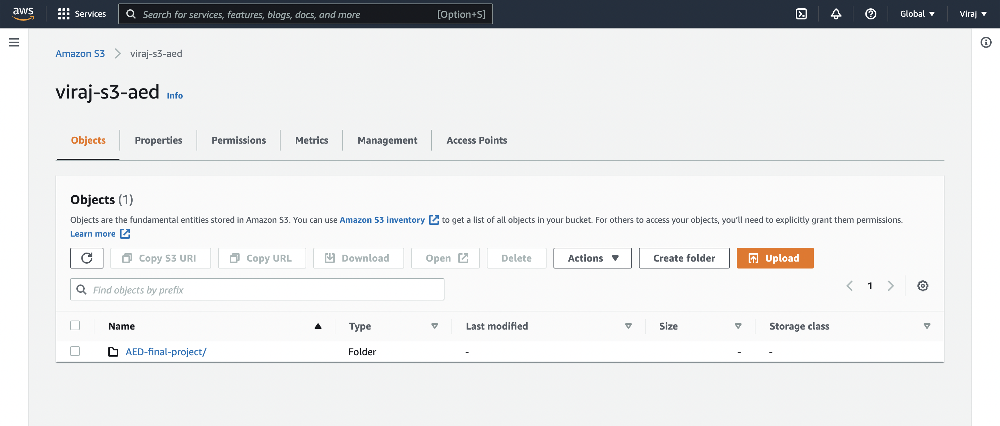 aws Services Search for services, features, blogs, docs, and more [Option+S] Global Viraj
Amazon S3 viraj-s3-aed
viraj-s3-aed Info
Objects Properties Permissions Metrics Management Access Points
Objects (1)
Objects are the fundamental entities stored in Amazon S3. You can use Amazon S3 inventory to get a list of all objects in your bucket. For others to access your objects, you’ll need to explicitly grant them permissions.
Learn more
Copy S3 URI Copy URL Download Open Delete Actions Create folder Upload
Find objects by prefix 1
Name Type Last modified Size Storage class
AED-final-project/ Folder - - -